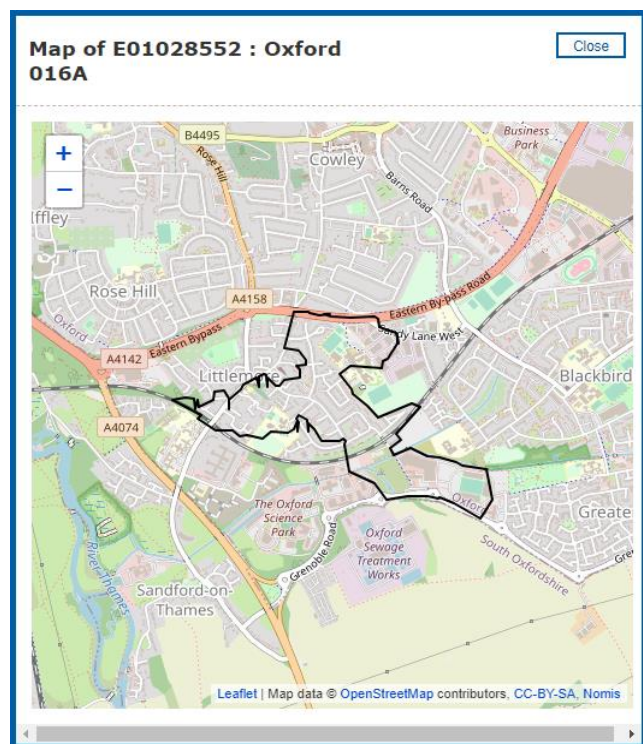 Map of E01028552 : Oxford
016A
Close
+
−
B4495
Rose Hill
Cowley
Business
Park
Barns Road
Iffley
Rose Hill
A4158
Eastern By-pass Road
Sandy Lane West
Oxford
Eastern Bypass
A4142
Littlemore
Blackbird
A4074
The Oxford
Science
Park
Oxford
Greate
Grenoble Road
Oxford
Sewage
Treatment
Works
South Oxfordshire
Gre
River Thames
Sandford-on-
Thames
Leaflet | Map data © OpenStreetMap contributors, CC-BY-SA, Nomis